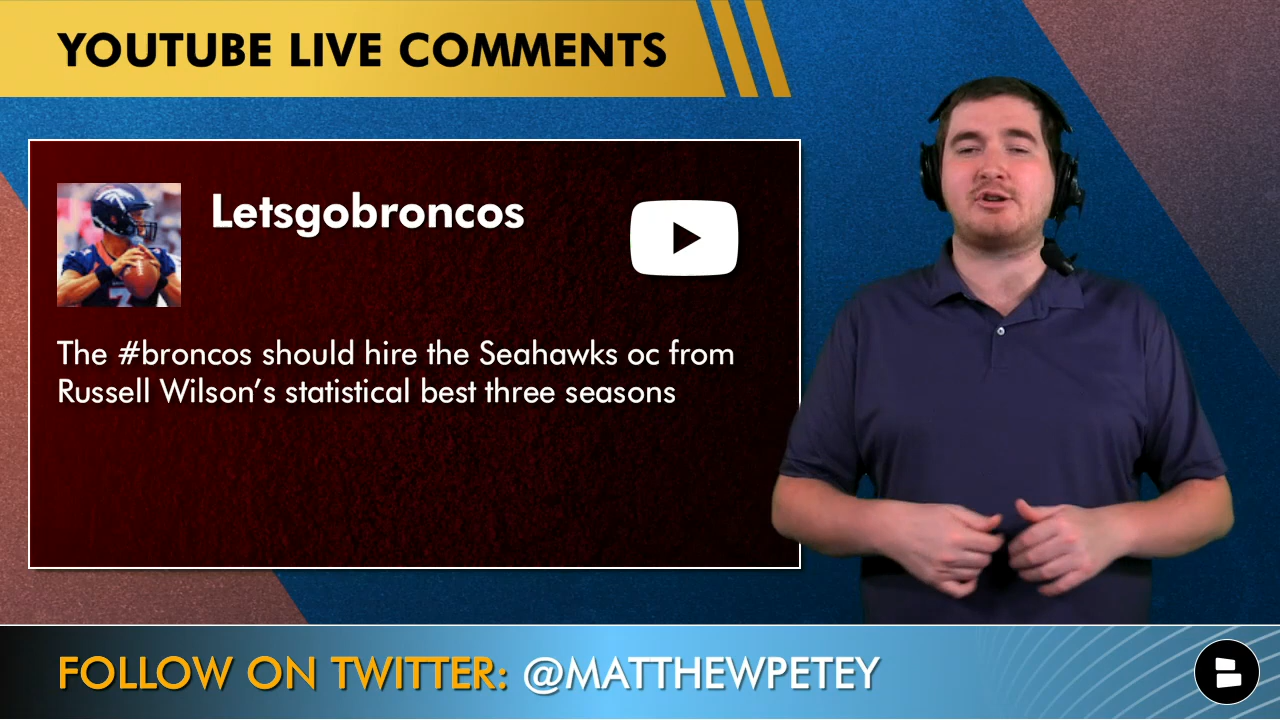 YOUTUBE LIVE COMMENTS
Letsgobroncos
The #broncos should hire the Seahawks oc from
Russell Wilson’s statistical best three seasons
FOLLOW ON TWITTER: @MATTHEWPETEY